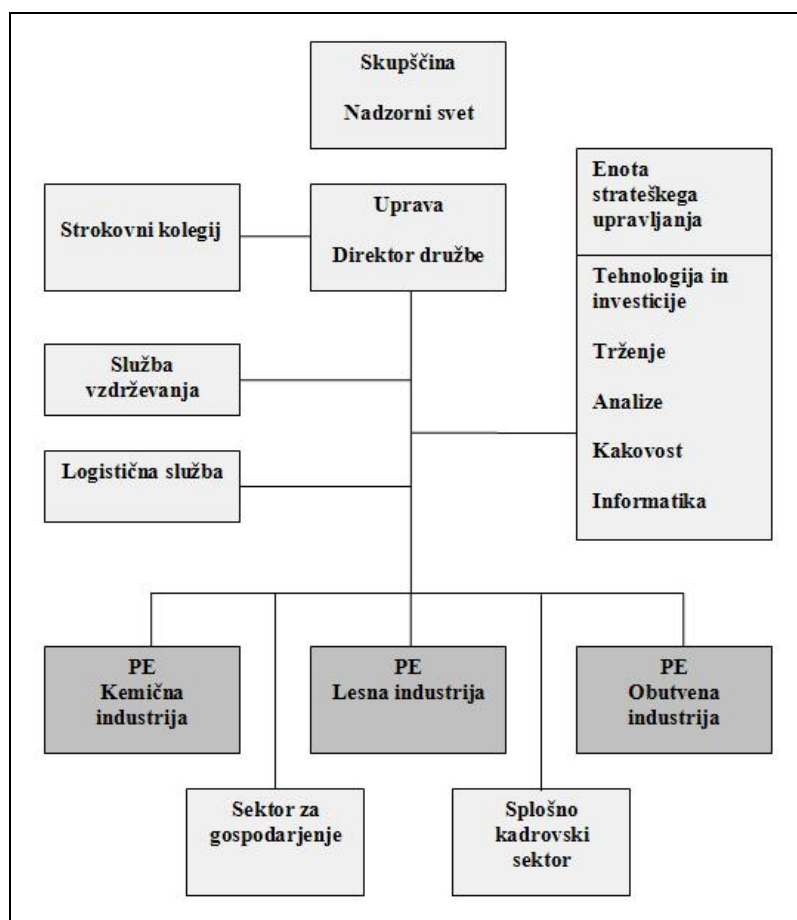 Skupščina
Nadzorni svet
Enota
strateškega
upravljanja
Strokovni kolegij
Uprava
Direktor družbe
Tehnologija in
investicije
Trženje
Analize
Kakovost
Informatika
Služba
vzdrževanja
Logistična služba
PE
Kemična
industrija
PE
Lesna industrija
PE
Obutvena
industrija
Sektor za
gospodarjenje
Splošno
kadrovski
sektor